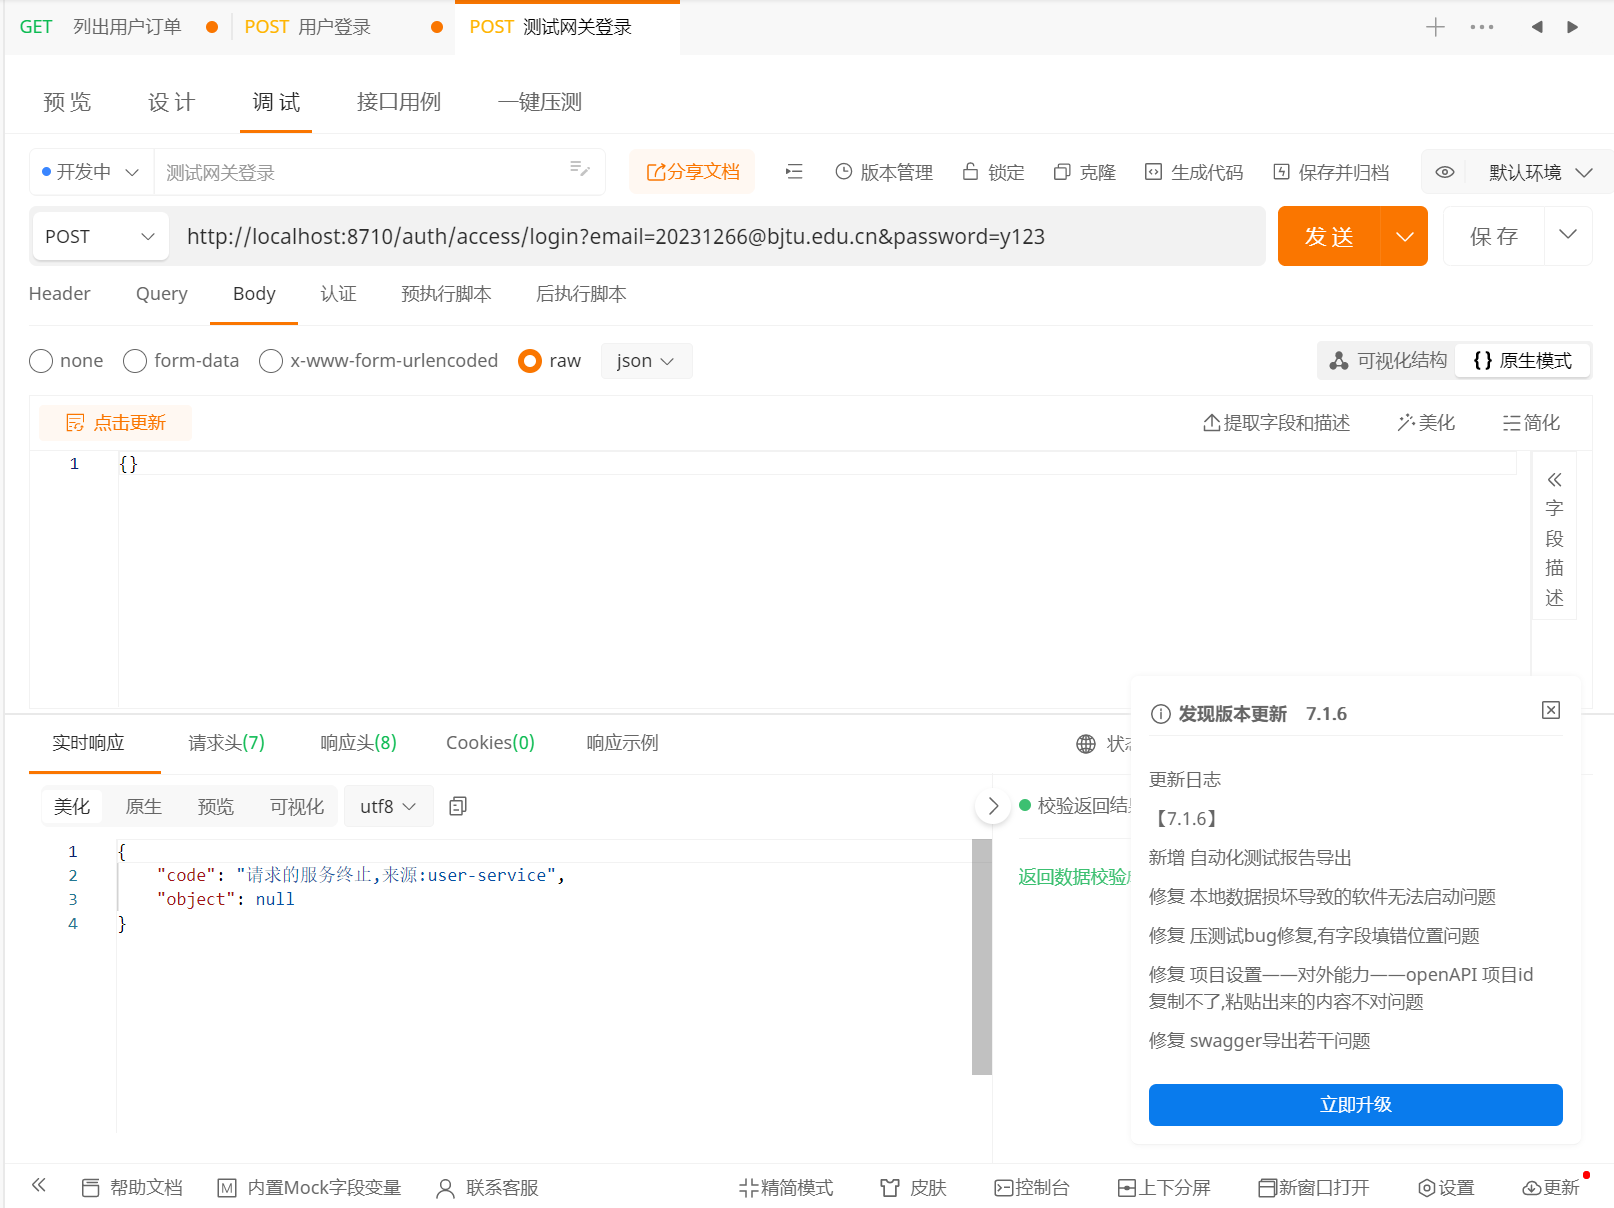 GET 列出用户订单 POST 用户登录 POST 测试网关登录
预览 设计 调试 接口用例 一键压测
开发中 测试网关登录 分享文档 版本管理 锁定 克隆 生成代码 保存并归档 默认环境
POST http://localhost:8710/auth/access/login?email=20231266@bjtu.edu.cn&password=y123 发送 保存
Header Query Body 认证 预执行脚本 后执行脚本
none form-data x-www-form-urlencoded raw json 可视化结构 {} 原生模式
点击更新 提取字段和描述 美化 简化
1 {}
字
段
描
述
实时响应 请求头(7) 响应头(8) Cookies(0) 响应示例
美化 原生 预览 可视化 utf8 校验返回结
1 {
2 "code": "请求的服务终止,来源:user-service",
3 "object": null
4 }
返回数据校验
发现版本更新 7.1.6
更新日志
【7.1.6】
新增 自动化测试报告导出
修复 本地数据损坏导致的软件无法启动问题
修复 压测试bug修复,有字段填错位置问题
修复 项目设置——对外能力——openAPI 项目id
复制不了,粘贴出来的内容不对问题
修复 swagger导出若干问题
立即升级
帮助文档 内置Mock字段变量 联系客服 精简模式 皮肤 控制台 上下分屏 新窗口打开 设置 更新